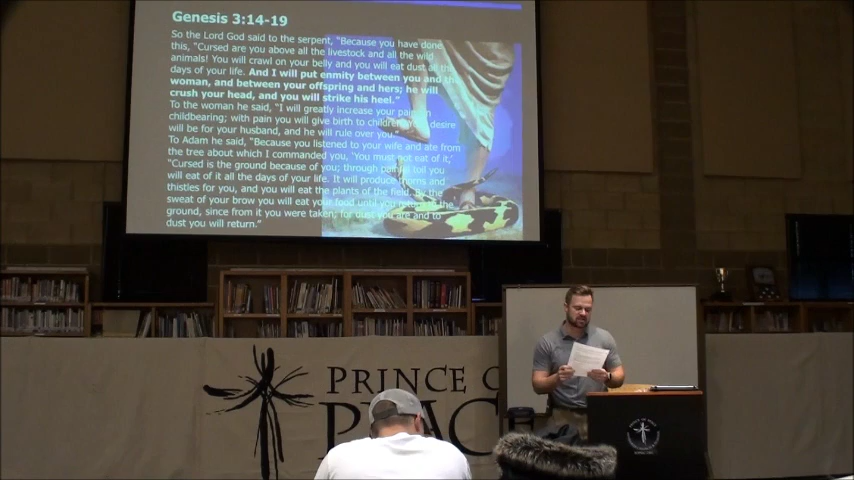 Genesis 3:14-19
So the Lord God said to the serpent, "Because you have done
this, "Cursed are you above all the livestock and all the wild
animals! You will crawl on your belly and you will eat dust all the
days of your life. And I will put enmity between you and the
woman, and between your offspring and hers; he will
crush your head, and you will strike his heel."
To the woman he said, "I will greatly increase your pains in
childbearing; with pain you will give birth to children. Your desire
will be for your husband, and he will rule over you."
To Adam he said, "Because you listened to your wife and ate from
the tree about which I commanded you, 'You must not eat of it,'
"Cursed is the ground because of you; through painful toil you
will eat of it all the days of your life. It will produce thorns and
thistles for you, and you will eat the plants of the field. By the
sweat of your brow you will eat your food until you return to the
ground, since from it you were taken; for dust you are and to
dust you will return."
PRINCE O
PEAC